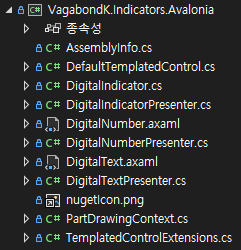 VagabondK.Indicators.Avalonia
종속성
AssemblyInfo.cs
DefaultTemplatedControl.cs
DigitalIndicator.cs
DigitalIndicatorPresenter.cs
DigitalNumber.axaml
DigitalNumberPresenter.cs
DigitalText.axaml
DigitalTextPresenter.cs
nugetIcon.png
PartDrawingContext.cs
TemplatedControlExtensions.cs